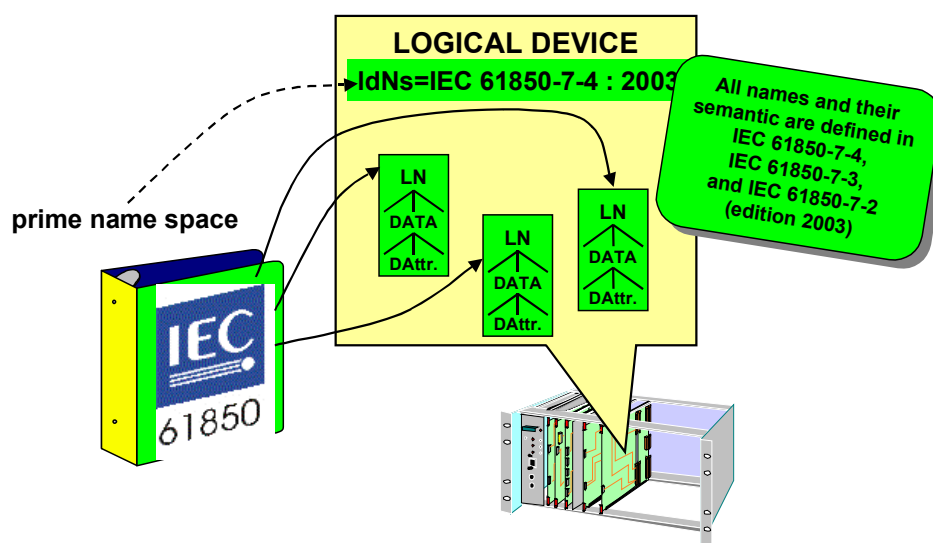 LOGICAL DEVICE
ldNs=IEC 61850-7-4 : 2003
All names and their
semantic are defined in
IEC 61850-7-4,
IEC 61850-7-3,
and IEC 61850-7-2
(edition 2003)
prime name space
LN
DATA
DAttr.
LN
DATA
DAttr.
LN
DATA
DAttr.
IEC
61850